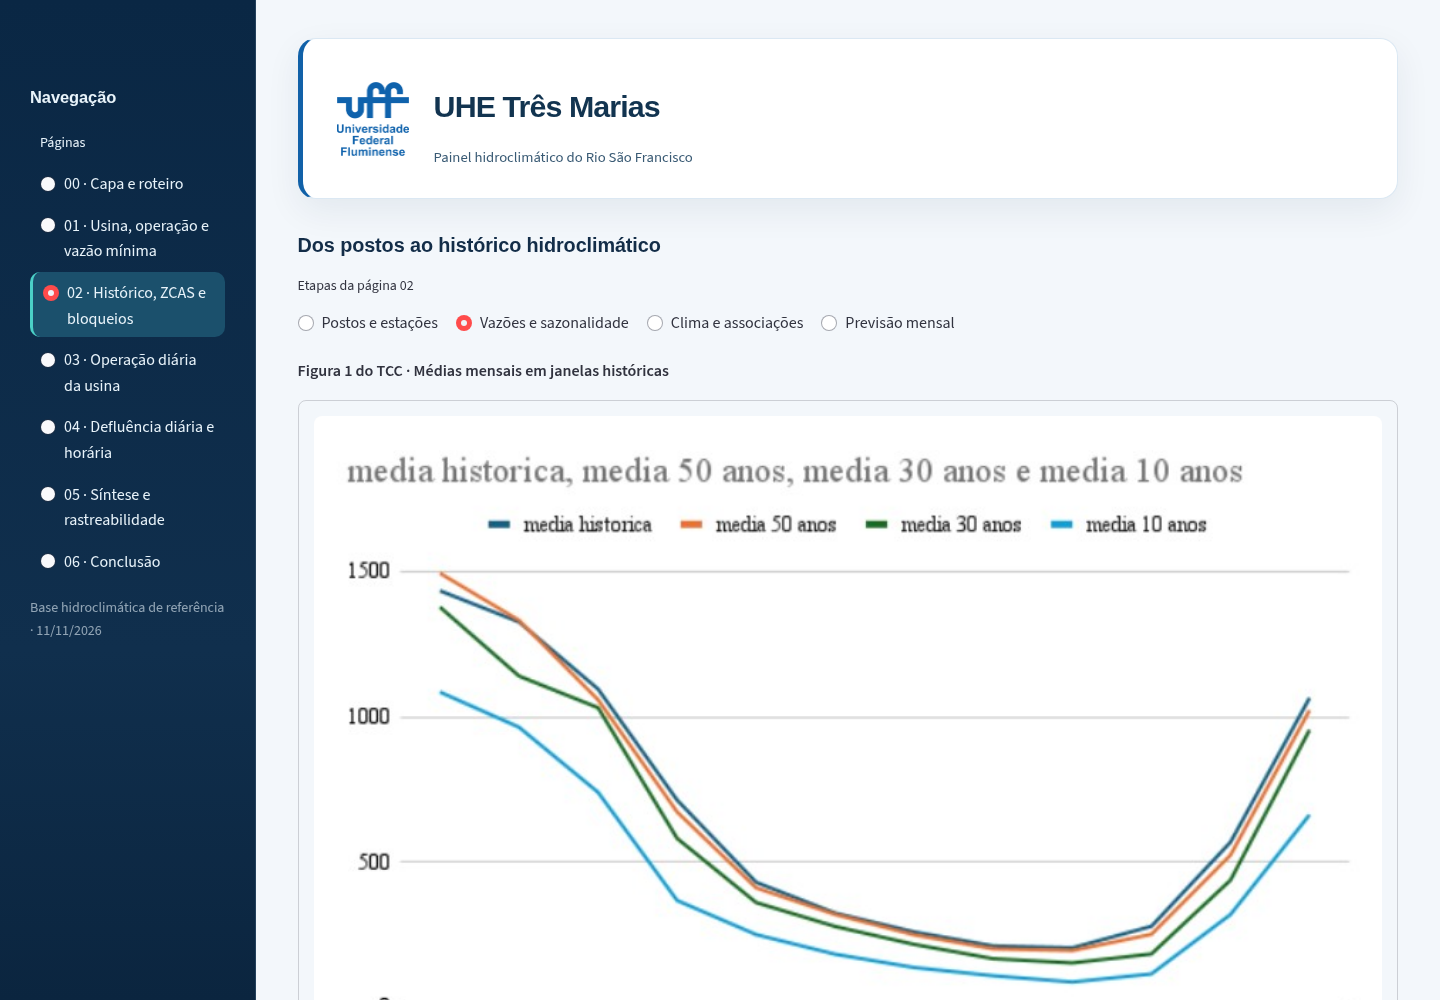 Navegação
Páginas
00 · Capa e roteiro
01 · Usina, operação e
vazão mínima
02 · Histórico, ZCAS e
bloqueios
03 · Operação diária
da usina
04 · Defluência diária e
horária
05 · Síntese e
rastreabilidade
06 · Conclusão
Base hidroclimática de referência
· 11/11/2026
uff
Universidade
Federal
Fluminense
UHE Três Marias
Painel hidroclimático do Rio São Francisco
Dos postos ao histórico hidroclimático
Etapas da página 02
Postos e estações
Vazões e sazonalidade
Clima e associações
Previsão mensal
Figura 1 do TCC · Médias mensais em janelas históricas
media historica, media 50 anos, media 30 anos e media 10 anos
media historica
media 50 anos
media 30 anos
media 10 anos
1500
1000
500